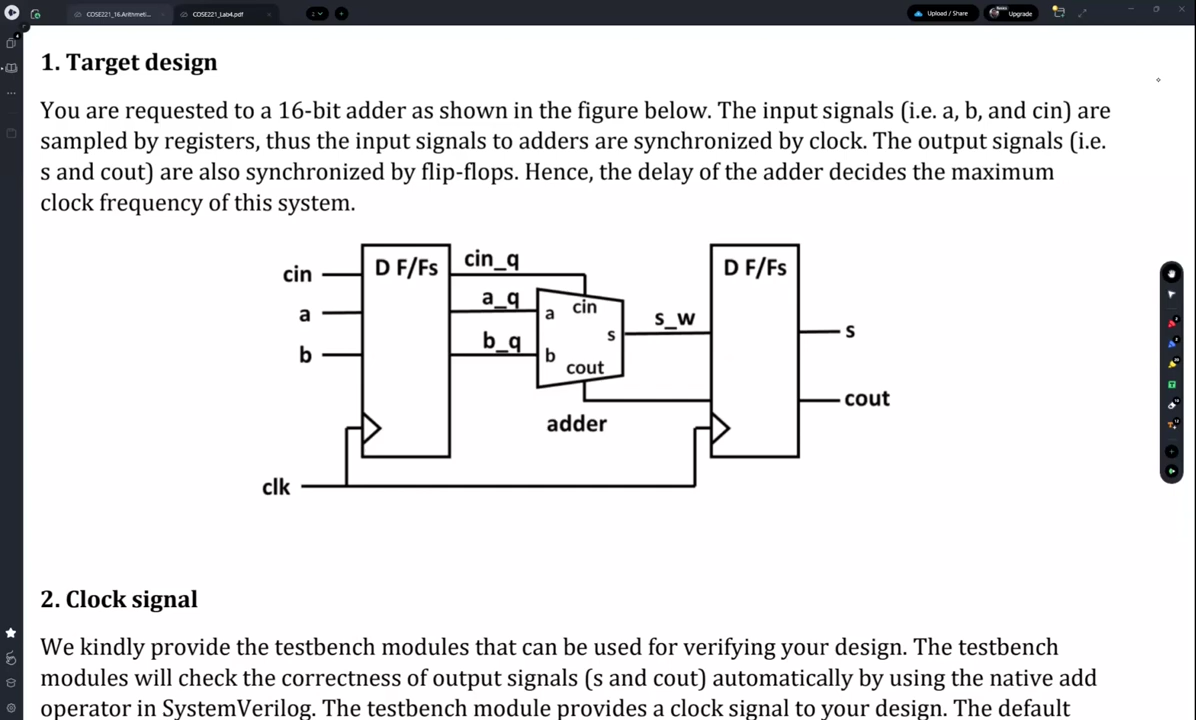 COSE221_16.Arithmeti...
COSE221_Lab4.pdf
2
Upload / Share
Upgrade
1. Target design
You are requested to a 16-bit adder as shown in the figure below. The input signals (i.e. a, b, and cin) are
sampled by registers, thus the input signals to adders are synchronized by clock. The output signals (i.e.
s and cout) are also synchronized by flip-flops. Hence, the delay of the adder decides the maximum
clock frequency of this system.
cin
D F/Fs
cin_q
D F/Fs
a
a_q
a
cin
s_w
s
s
b
b_q
b
cout
cout
adder
clk
2. Clock signal
We kindly provide the testbench modules that can be used for verifying your design. The testbench
modules will check the correctness of output signals (s and cout) automatically by using the native add
operator in SystemVerilog. The testbench module provides a clock signal to your design. The default